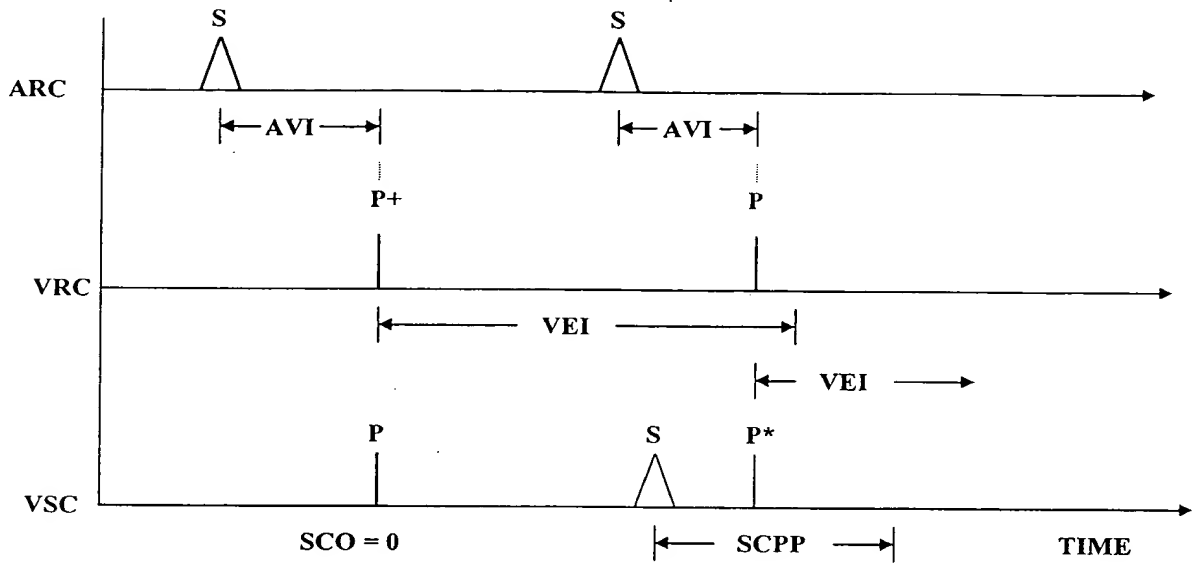 S S
ARC
AVI AVI
P+ P
VRC
VEI
VEI
P S P*
VSC
SCO = 0 SCPP TIME